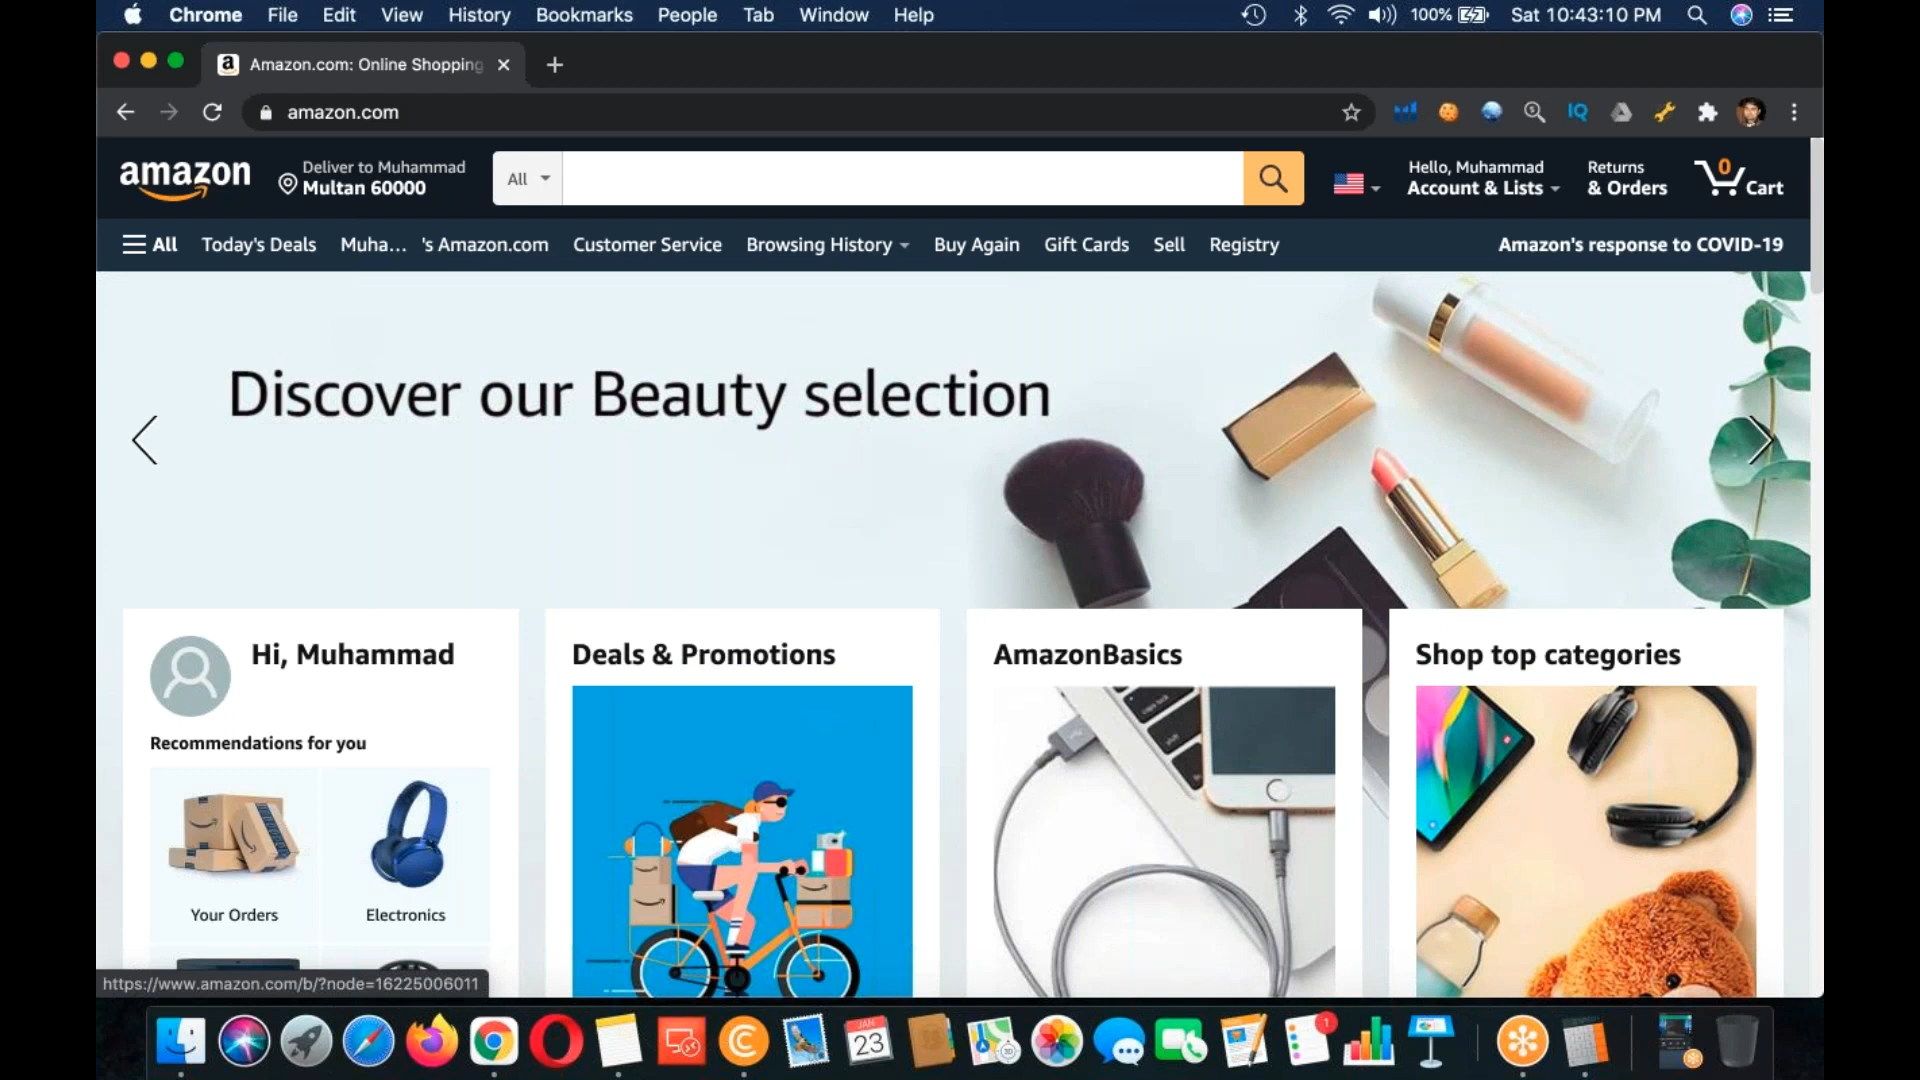 Chrome File Edit View History Bookmarks People Tab Window Help 100% Sat 10:43:10 PM
Amazon.com: Online Shopping
amazon.com
amazon
Deliver to Muhammad
Multan 60000
All
Hello, Muhammad
Account & Lists
Returns
& Orders
0
Cart
All Today's Deals Muha... 's Amazon.com Customer Service Browsing History Buy Again Gift Cards Sell Registry Amazon's response to COVID-19
Discover our Beauty selection
Hi, Muhammad
Recommendations for you
Your Orders
Electronics
Deals & Promotions
AmazonBasics
caps lock
Shop top categories
https://www.amazon.com/b/?node=16225006011
JAN
23
1